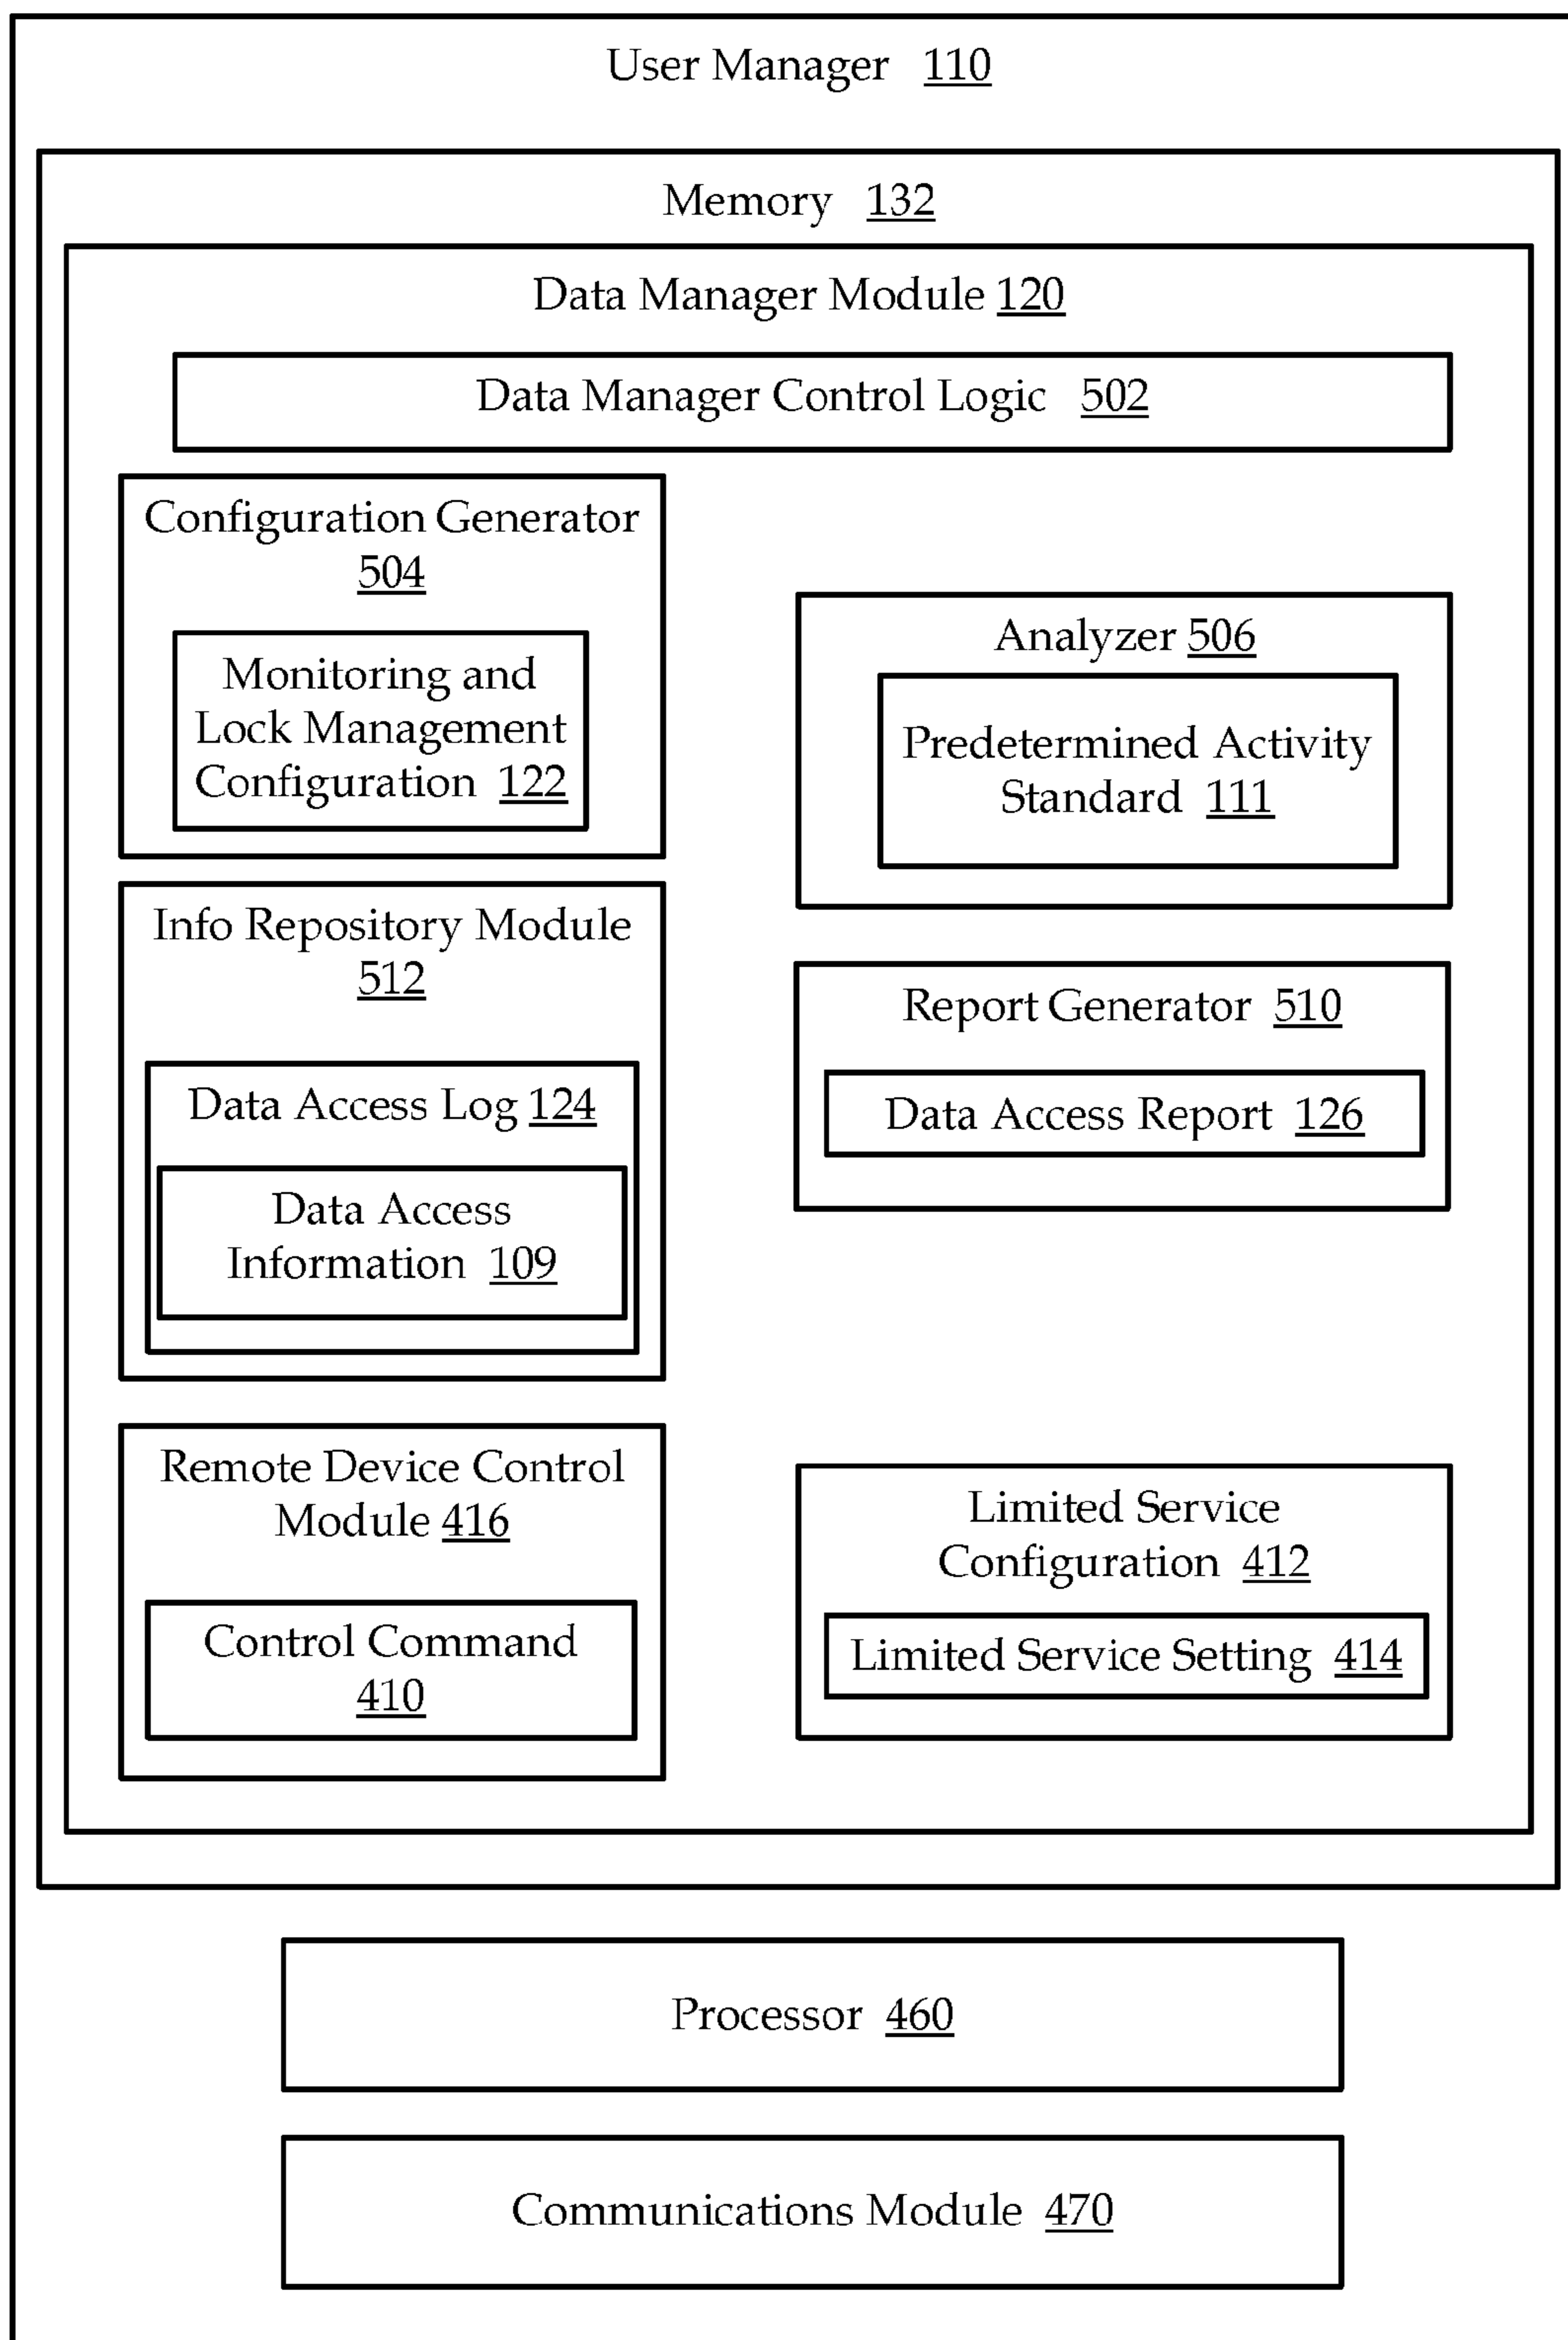 User Manager 110
Memory 132
Data Manager Module 120
Data Manager Control Logic 502
Configuration Generator
504
Monitoring and
Lock Management
Configuration 122
Analyzer 506
Predetermined Activity
Standard 111
Info Repository Module
512
Data Access Log 124
Data Access
Information 109
Report Generator 510
Data Access Report 126
Remote Device Control
Module 416
Control Command
410
Limited Service
Configuration 412
Limited Service Setting 414
Processor 460
Communications Module 470